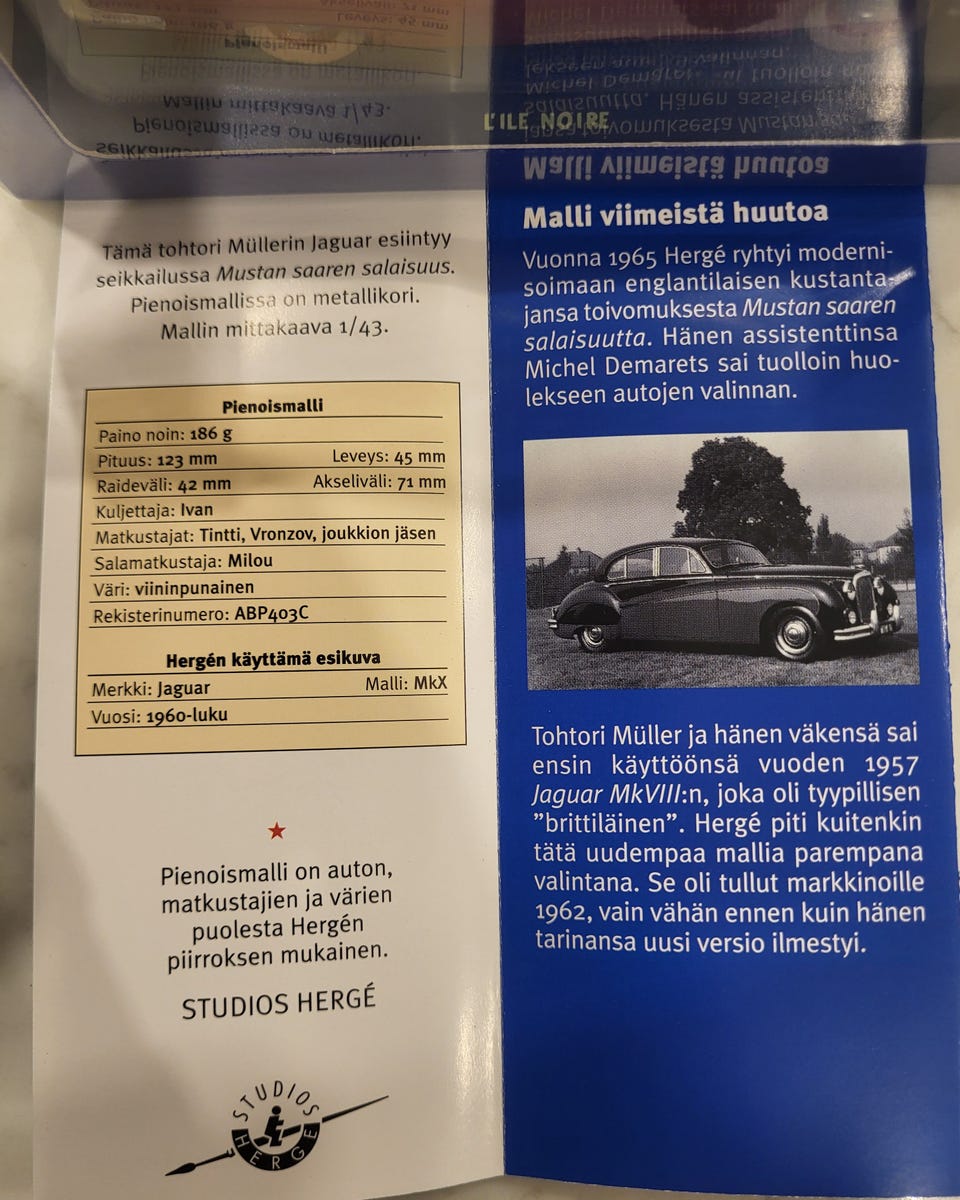 L'ILE NOIRE
Tämä tohtori Müllerin Jaguar esiintyy
seikkailussa Mustan saaren salaisuus.
Pienoismallissa on metallikori.
Mallin mittakaava 1/43.
Pienoismalli
Paino noin: 186 g
Pituus: 123 mm Leveys: 45 mm
Raideväli: 42 mm Akseliväli: 71 mm
Kuljettaja: Ivan
Matkustajat: Tintti, Vronzov, joukkion jäsen
Salamatkustaja: Milou
Väri: viininpunainen
Rekisterinumero: ABP403C
Hergén käyttämä esikuva
Merkki: Jaguar Malli: MkX
Vuosi: 1960-luku
Pienoismalli on auton,
matkustajien ja värien
puolesta Hergén
piirroksen mukainen.
STUDIOS HERGÉ
STUDIOS
HERGÉ
Malli viimeistä huutoa
Vuonna 1965 Hergé ryhtyi moderni-
soimaan englantilaisen kustanta-
jansa toivomuksesta Mustan saaren
salaisuutta. Hänen assistenttinsa
Michel Demarets sai tuolloin huo-
lekseen autojen valinnan.
Tohtori Müller ja hänen väkensä sai
ensin käyttöönsä vuoden 1957
Jaguar MkVIII:n, joka oli tyypillisen
”brittiläinen”. Hergé piti kuitenkin
tätä uudempaa mallia parempana
valintana. Se oli tullut markkinoille
1962, vain vähän ennen kuin hänen
tarinansa uusi versio ilmestyi.